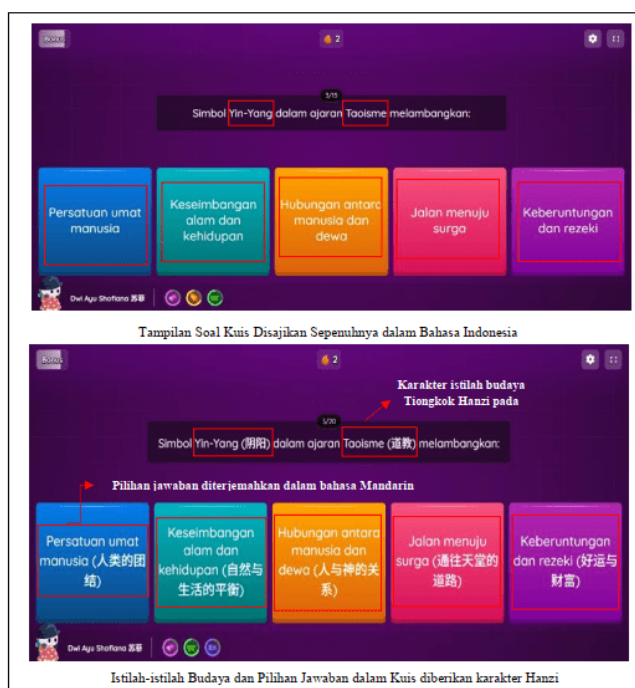 Bonus
2
3/15
Simbol Yin-Yang dalam ajaran Taoisme melambangkan:
Persatuan umat
manusia
Keseimbangan
alam dan
kehidupan
Hubungan antara
manusia dan
dewa
Jalan menuju
surga
Keberuntungan
dan rezeki
Dwi Ayu Shofiana 苏菲
Tampilan Soal Kuis Disajikan Sepenuhnya dalam Bahasa Indonesia
Bonus
2
Karakter istilah budaya
Tiongkok Hanzi pada
3/20
Simbol Yin-Yang (阴阳) dalam ajaran Taoisme (道教) melambangkan:
Pilihan jawaban diterjemahkan dalam bahasa Mandarin
Persatuan umat
manusia (人类的团
结)
Keseimbangan
alam dan
kehidupan (自然与
生活的平衡)
Hubungan antara
manusia dan
dewa (人与神的关
系)
Jalan menuju
surga (通往天堂的
道路)
Keberuntungan
dan rezeki (好运与
财富)
Dwi Ayu Shofiana 苏菲
Istilah-istilah Budaya dan Pilihan Jawaban dalam Kuis diberikan karakter Hanzi